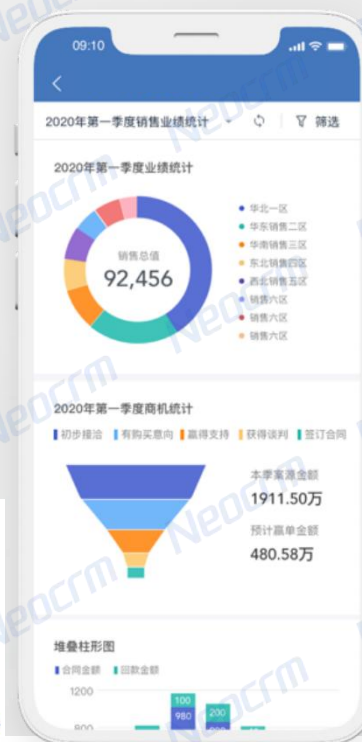 09:10
2020年第一季度销售业绩统计
筛选
2020年第一季度业绩统计
销售总值
92,456
华北一区
华东销售二区
华南销售三区
东北销售四区
西北销售五区
销售六区
销售六区
销售六区
2020年第一季度商机统计
初步接洽 有购买意向 赢得支持 获得谈判 签订合同
本季案源金额
1911.50万
预计赢单金额
480.58万
堆叠柱形图
合同金额 回款金额
1200
100
980
200
800
Neocrm